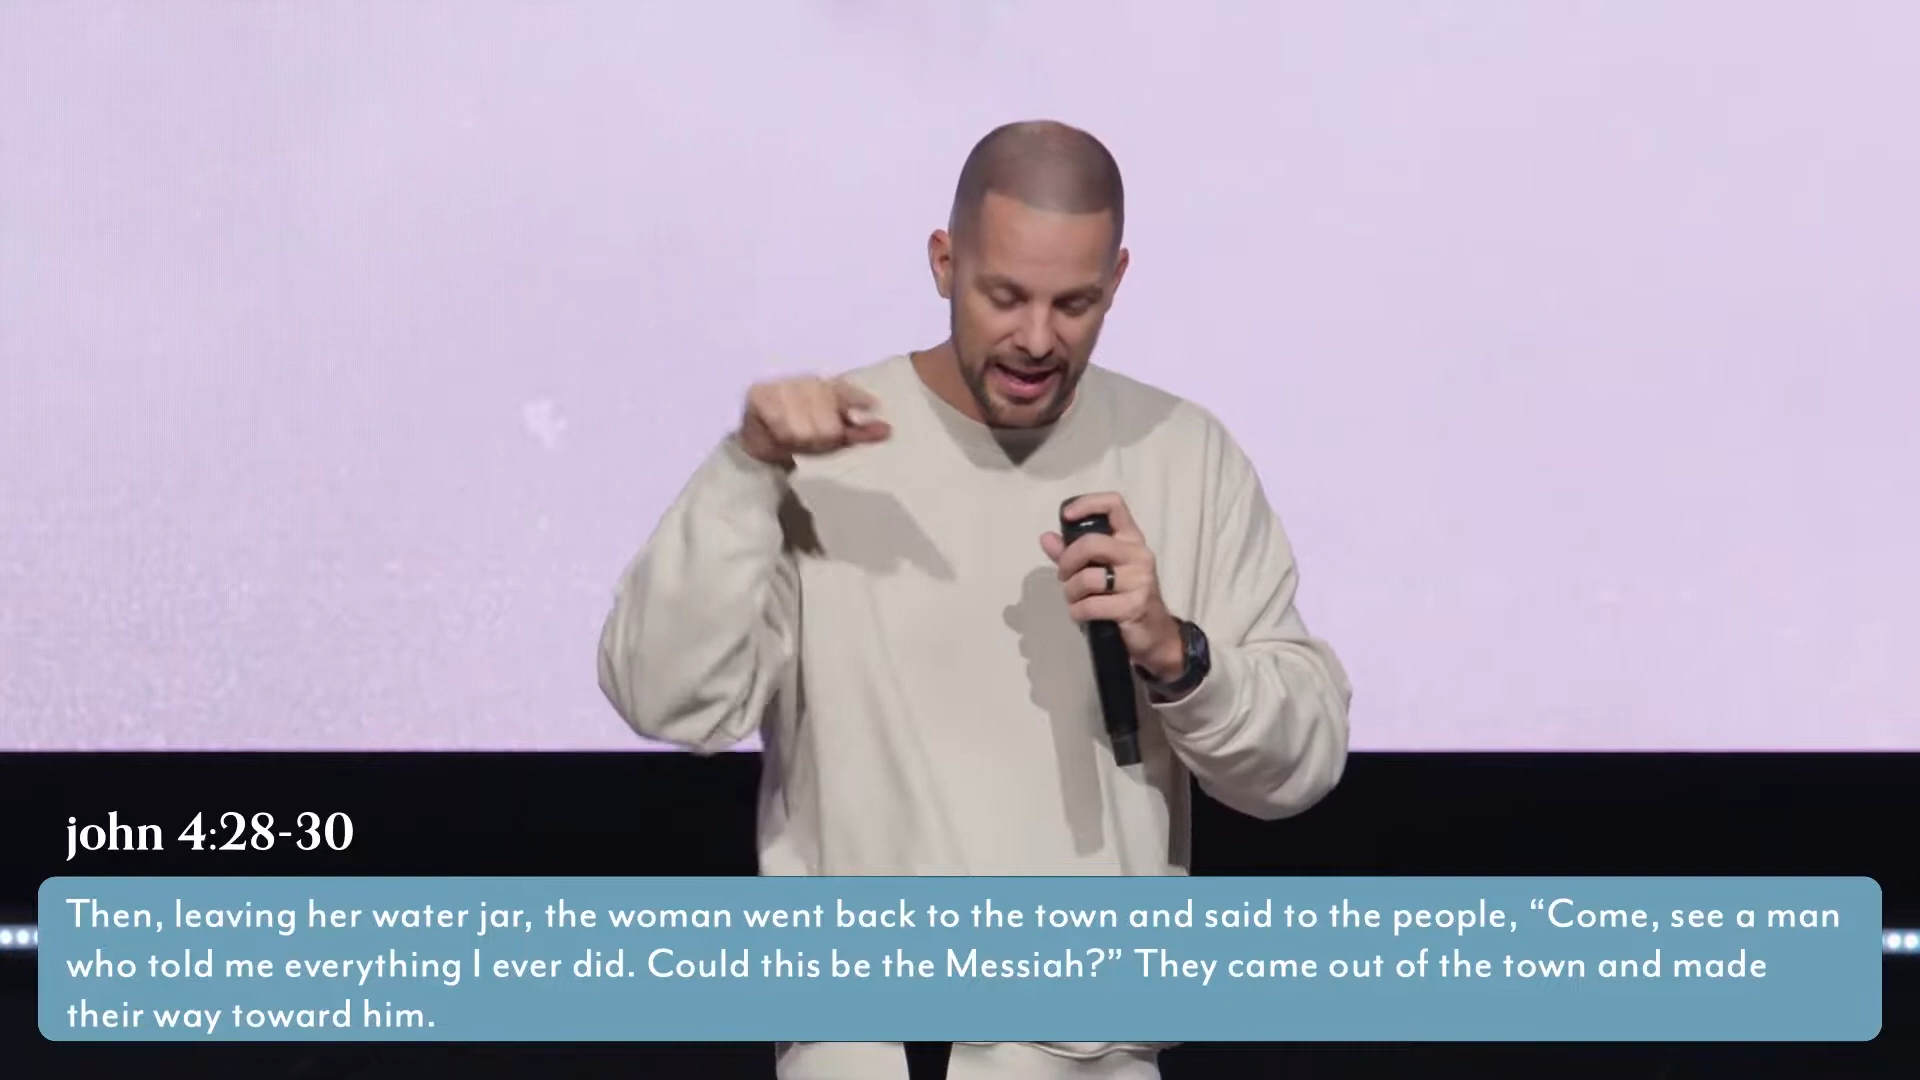 john 4:28-30
Then, leaving her water jar, the woman went back to the town and said to the people, “Come, see a man
who told me everything I ever did. Could this be the Messiah?” They came out of the town and made
their way toward him.